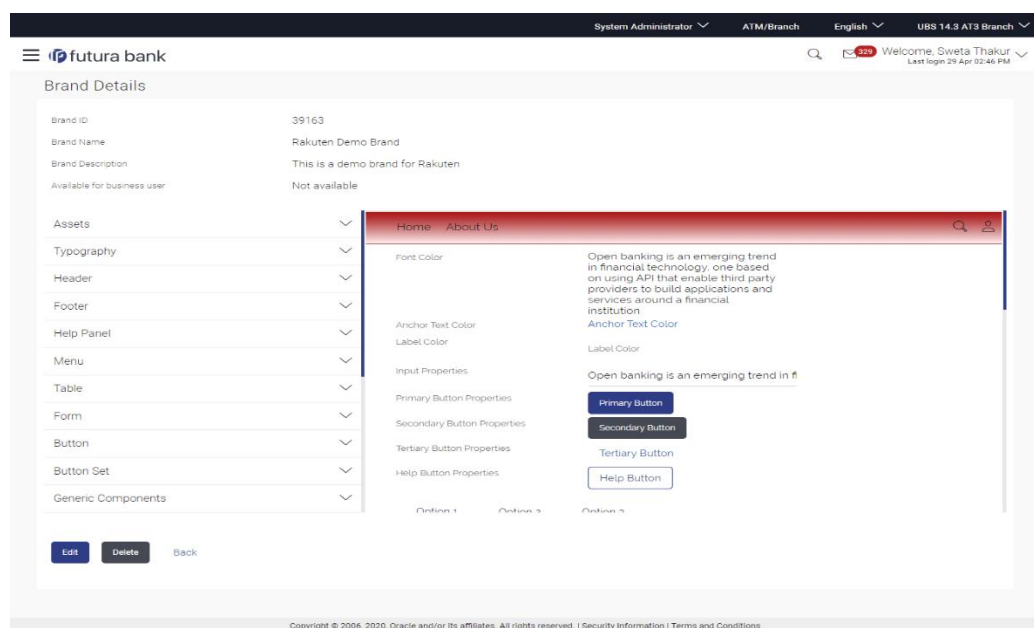 System Administrator ATM/Branch English UBS 14.3 AT3 Branch
futura bank 329 Welcome, Sweta Thakur
Last login 29 Apr 02:46 PM
Brand Details
Brand ID 39163
Brand Name Rakuten Demo Brand
Brand Description This is a demo brand for Rakuten
Available for business user Not available
Assets
Typography
Header
Footer
Help Panel
Menu
Table
Form
Button
Button Set
Generic Components
Home About Us
Font Color Open banking is an emerging trend
in financial technology, one based
on using API that enable third party
providers to build applications and
services around a financial
institution
Anchor Text Color Anchor Text Color
Label Color Label Color
Input Properties Open banking is an emerging trend in fi
Primary Button Properties Primary Button
Secondary Button Properties Secondary Button
Tertiary Button Properties Tertiary Button
Help Button Properties Help Button
Option 1 Option 2 Option 3
Edit Delete Back
Copyright © 2006, 2020, Oracle and/or its affiliates. All rights reserved. | Security Information | Terms and Conditions